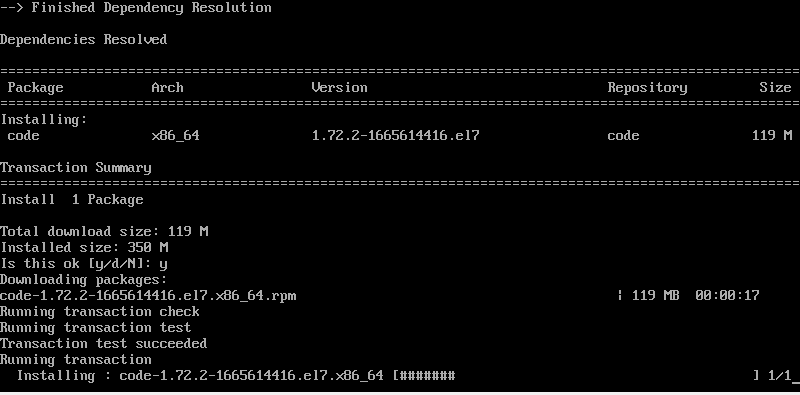 --> Finished Dependency Resolution
Dependencies Resolved
================================================================================
Package Arch Version Repository Size
================================================================================
Installing:
code x86_64 1.72.2-1665614416.el7 code 119 M
Transaction Summary
================================================================================
Install 1 Package
Total download size: 119 M
Installed size: 350 M
Is this ok [y/d/N]: y
Downloading packages:
code-1.72.2-1665614416.el7.x86_64.rpm | 119 MB 00:00:17
Running transaction check
Running transaction test
Transaction test succeeded
Running transaction
Installing : code-1.72.2-1665614416.el7.x86_64 [####### ] 1/1_